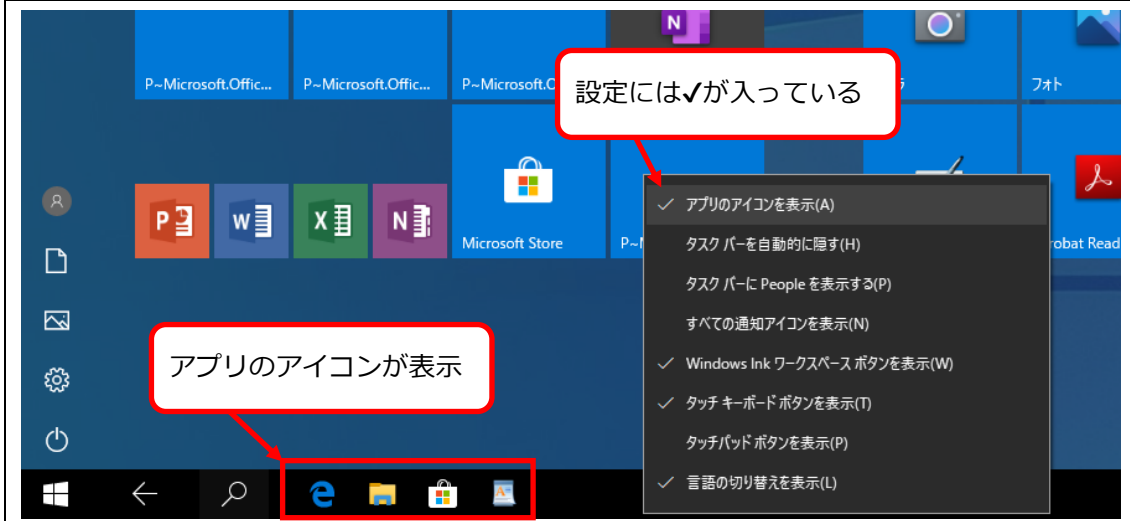 P~Microsoft.Offic...
P~Microsoft.Offic...
P~Microsoft.O
フォト
設定には✓が入っている
Microsoft Store
robat Read
アプリのアイコンを表示(A)
タスク バーを自動的に隠す(H)
タスク バーに People を表示する(P)
すべての通知アイコンを表示(N)
Windows Ink ワークスペース ボタンを表示(W)
タッチ キーボード ボタンを表示(T)
タッチパッド ボタンを表示(P)
言語の切り替えを表示(L)
アプリのアイコンが表示